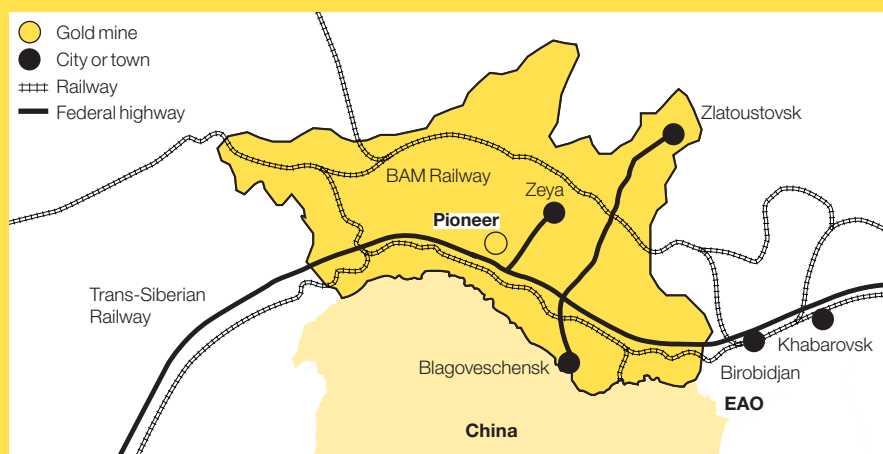 Gold mine
City or town
Railway
Federal highway
Zlatoustovsk
BAM Railway
Zeya
Pioneer
Trans-Siberian
Railway
Khabarovsk
Blagoveschensk
Birobidjan
EAO
China